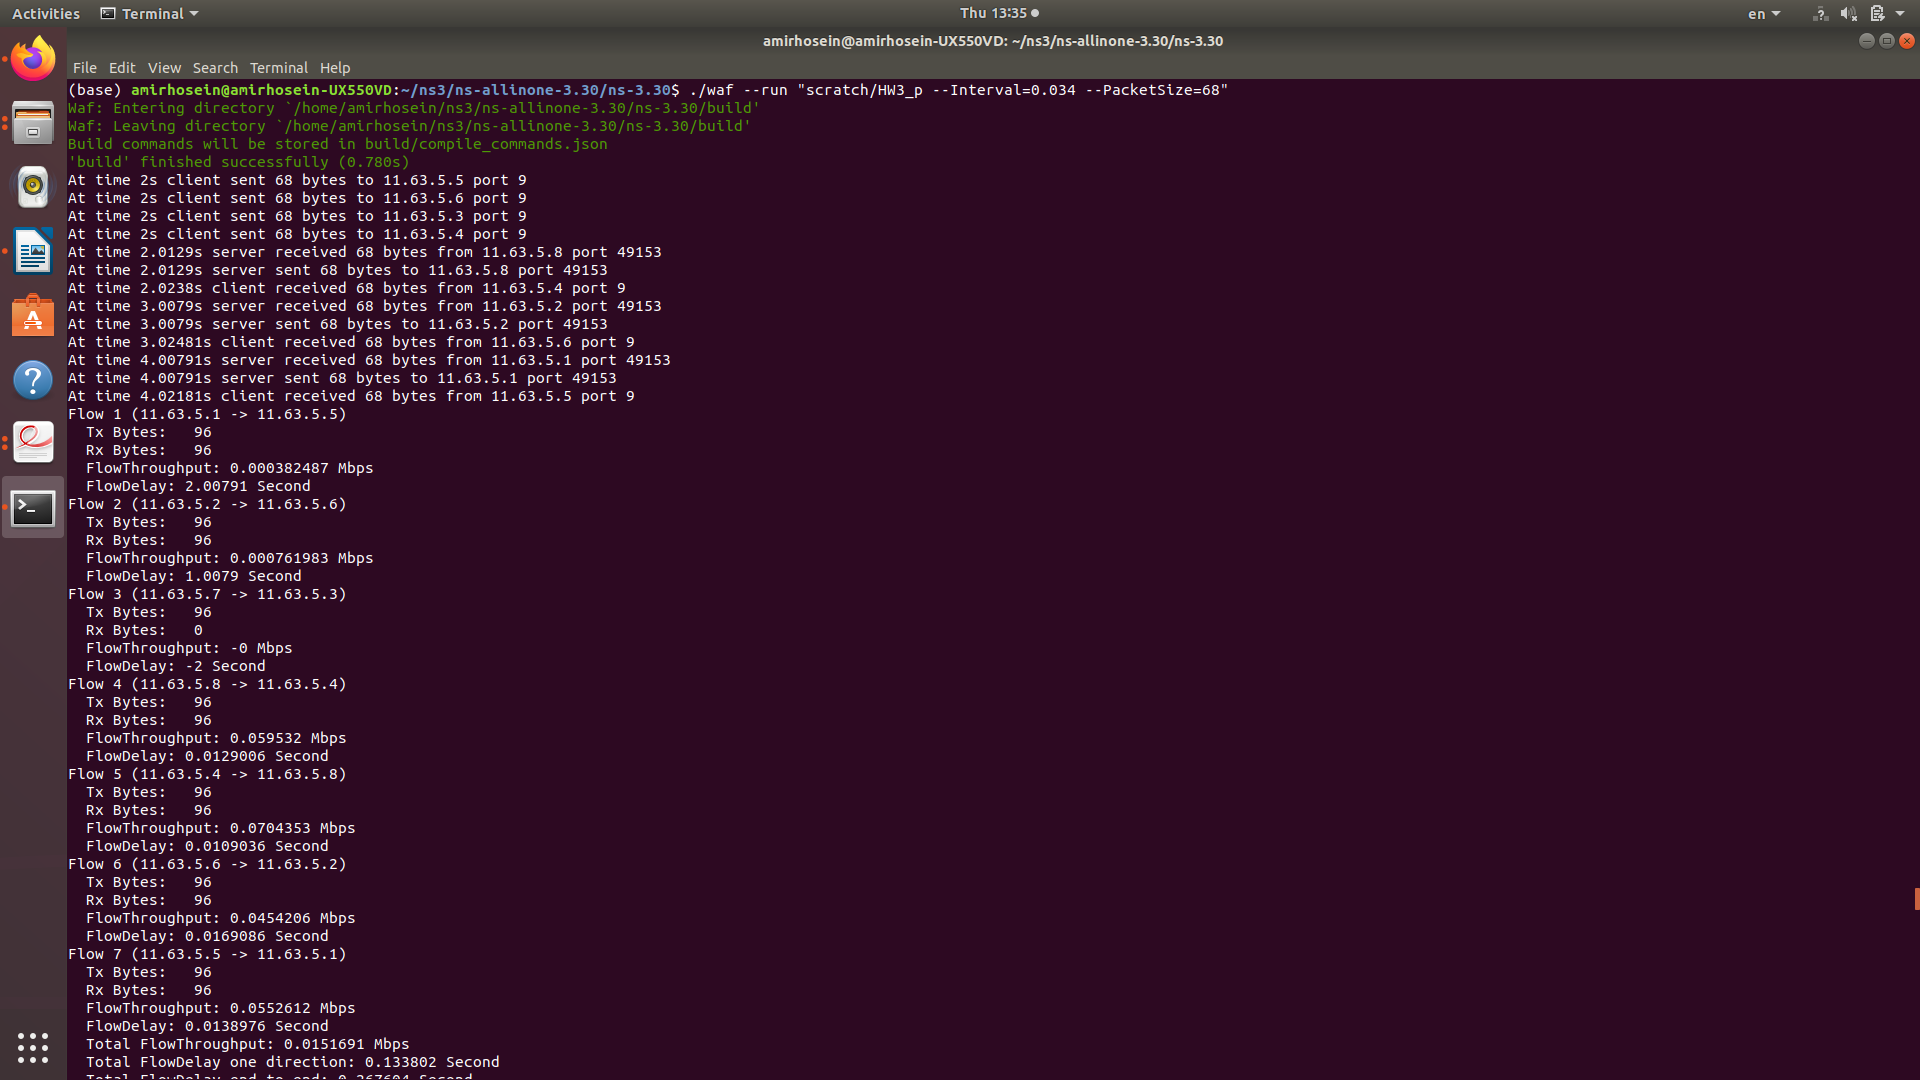 Activities Terminal Thu 13:35 en
amirhosein@amirhosein-UX550VD: ~/ns3/ns-allinone-3.30/ns-3.30
File Edit View Search Terminal Help
(base) amirhosein@amirhosein-UX550VD:~/ns3/ns-allinone-3.30/ns-3.30$ ./waf --run "scratch/HW3_p --Interval=0.034 --PacketSize=68"
Waf: Entering directory `/home/amirhosein/ns3/ns-allinone-3.30/ns-3.30/build'
Waf: Leaving directory `/home/amirhosein/ns3/ns-allinone-3.30/ns-3.30/build'
Build commands will be stored in build/compile_commands.json
'build' finished successfully (0.780s)
At time 2s client sent 68 bytes to 11.63.5.5 port 9
At time 2s client sent 68 bytes to 11.63.5.6 port 9
At time 2s client sent 68 bytes to 11.63.5.3 port 9
At time 2s client sent 68 bytes to 11.63.5.4 port 9
At time 2.0129s server received 68 bytes from 11.63.5.8 port 49153
At time 2.0129s server sent 68 bytes to 11.63.5.8 port 49153
At time 2.0238s client received 68 bytes from 11.63.5.4 port 9
At time 3.0079s server received 68 bytes from 11.63.5.2 port 49153
At time 3.0079s server sent 68 bytes to 11.63.5.2 port 49153
At time 3.02481s client received 68 bytes from 11.63.5.6 port 9
At time 4.00791s server received 68 bytes from 11.63.5.1 port 49153
At time 4.00791s server sent 68 bytes to 11.63.5.1 port 49153
At time 4.02181s client received 68 bytes from 11.63.5.5 port 9
Flow 1 (11.63.5.1 -> 11.63.5.5)
Tx Bytes: 96
Rx Bytes: 96
FlowThroughput: 0.000382487 Mbps
FlowDelay: 2.00791 Second
Flow 2 (11.63.5.2 -> 11.63.5.6)
Tx Bytes: 96
Rx Bytes: 96
FlowThroughput: 0.000761983 Mbps
FlowDelay: 1.0079 Second
Flow 3 (11.63.5.7 -> 11.63.5.3)
Tx Bytes: 96
Rx Bytes: 0
FlowThroughput: -0 Mbps
FlowDelay: -2 Second
Flow 4 (11.63.5.8 -> 11.63.5.4)
Tx Bytes: 96
Rx Bytes: 96
FlowThroughput: 0.059532 Mbps
FlowDelay: 0.0129006 Second
Flow 5 (11.63.5.4 -> 11.63.5.8)
Tx Bytes: 96
Rx Bytes: 96
FlowThroughput: 0.0704353 Mbps
FlowDelay: 0.0109036 Second
Flow 6 (11.63.5.6 -> 11.63.5.2)
Tx Bytes: 96
Rx Bytes: 96
FlowThroughput: 0.0454206 Mbps
FlowDelay: 0.0169086 Second
Flow 7 (11.63.5.5 -> 11.63.5.1)
Tx Bytes: 96
Rx Bytes: 96
FlowThroughput: 0.0552612 Mbps
FlowDelay: 0.0138976 Second
Total FlowThroughput: 0.0151691 Mbps
Total FlowDelay one direction: 0.133802 Second
Total FlowDelay end to end: 0.267604 Second